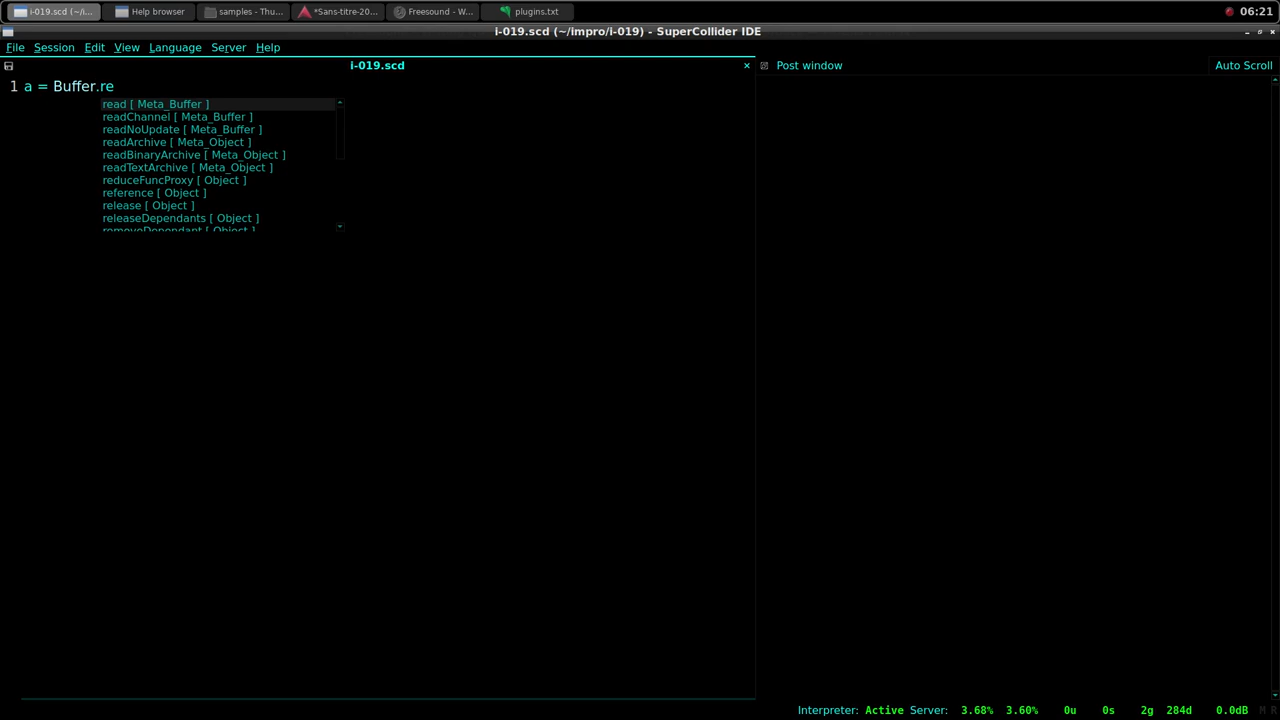 i-019.scd (~/i...
Help browser
samples - Thu...
*Sans-titre-20...
Freesound - W...
plugins.txt
06:21
i-019.scd (~/impro/i-019) - SuperCollider IDE
File Session Edit View Language Server Help
i-019.scd
Post window
Auto Scroll
1 a = Buffer.re
read [ Meta_Buffer ]
readChannel [ Meta_Buffer ]
readNoUpdate [ Meta_Buffer ]
readArchive [ Meta_Object ]
readBinaryArchive [ Meta_Object ]
readTextArchive [ Meta_Object ]
reduceFuncProxy [ Object ]
reference [ Object ]
release [ Object ]
releaseDependants [ Object ]
removeDependant [ Object ]
Interpreter: Active Server: 3.68% 3.60% 0u 0s 2g 284d 0.0dB M R